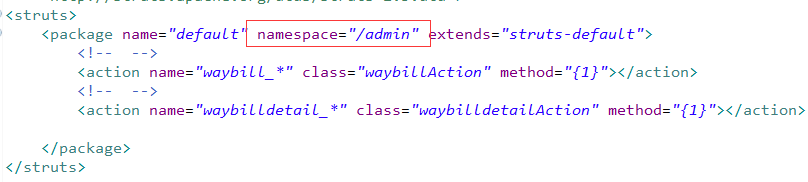 <struts>
<package name="default" namespace="/admin" extends="struts-default">
<!--  -->
<action name="waybill_*" class="waybillAction" method="{1}"></action>
<!--  -->
<action name="waybilldetail_*" class="waybilldetailAction" method="{1}"></action>
</package>
</struts>